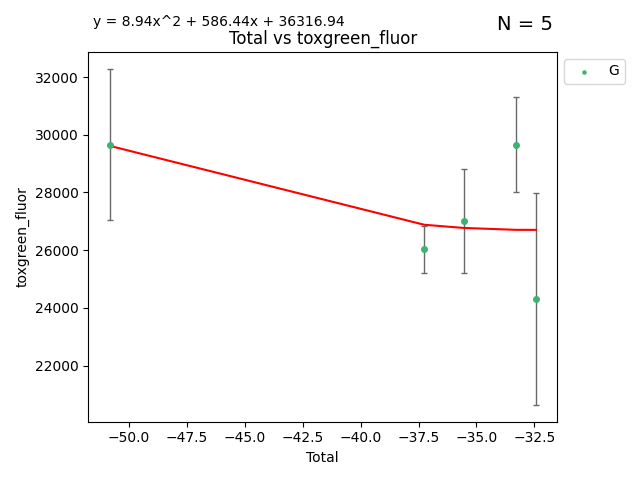 y = 8.94x^2 + 586.44x + 36316.94
N = 5
Total vs toxgreen_fluor
G
32000
30000
28000
26000
24000
22000
toxgreen_fluor
−50.0 −47.5 −45.0 −42.5 −40.0 −37.5 −35.0 −32.5
Total